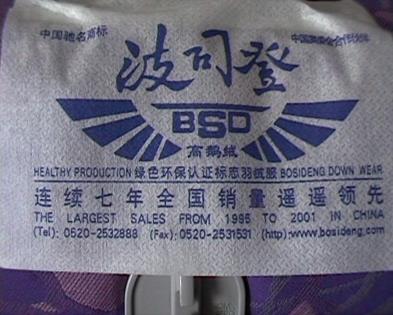 中国驰名商标
波司登
BSD
高鹅绒
HEALTHY PRODUCTION 绿色环保认证标志羽绒服 BOSIDENG DOWN WEAR
连续七年全国销量遥遥领先
THE LARGEST SALES FROM 1995 TO 2001 IN CHINA
(Tel): 0520-2532888 (Fax): 0520-2531531 (http): www.bosideng.com